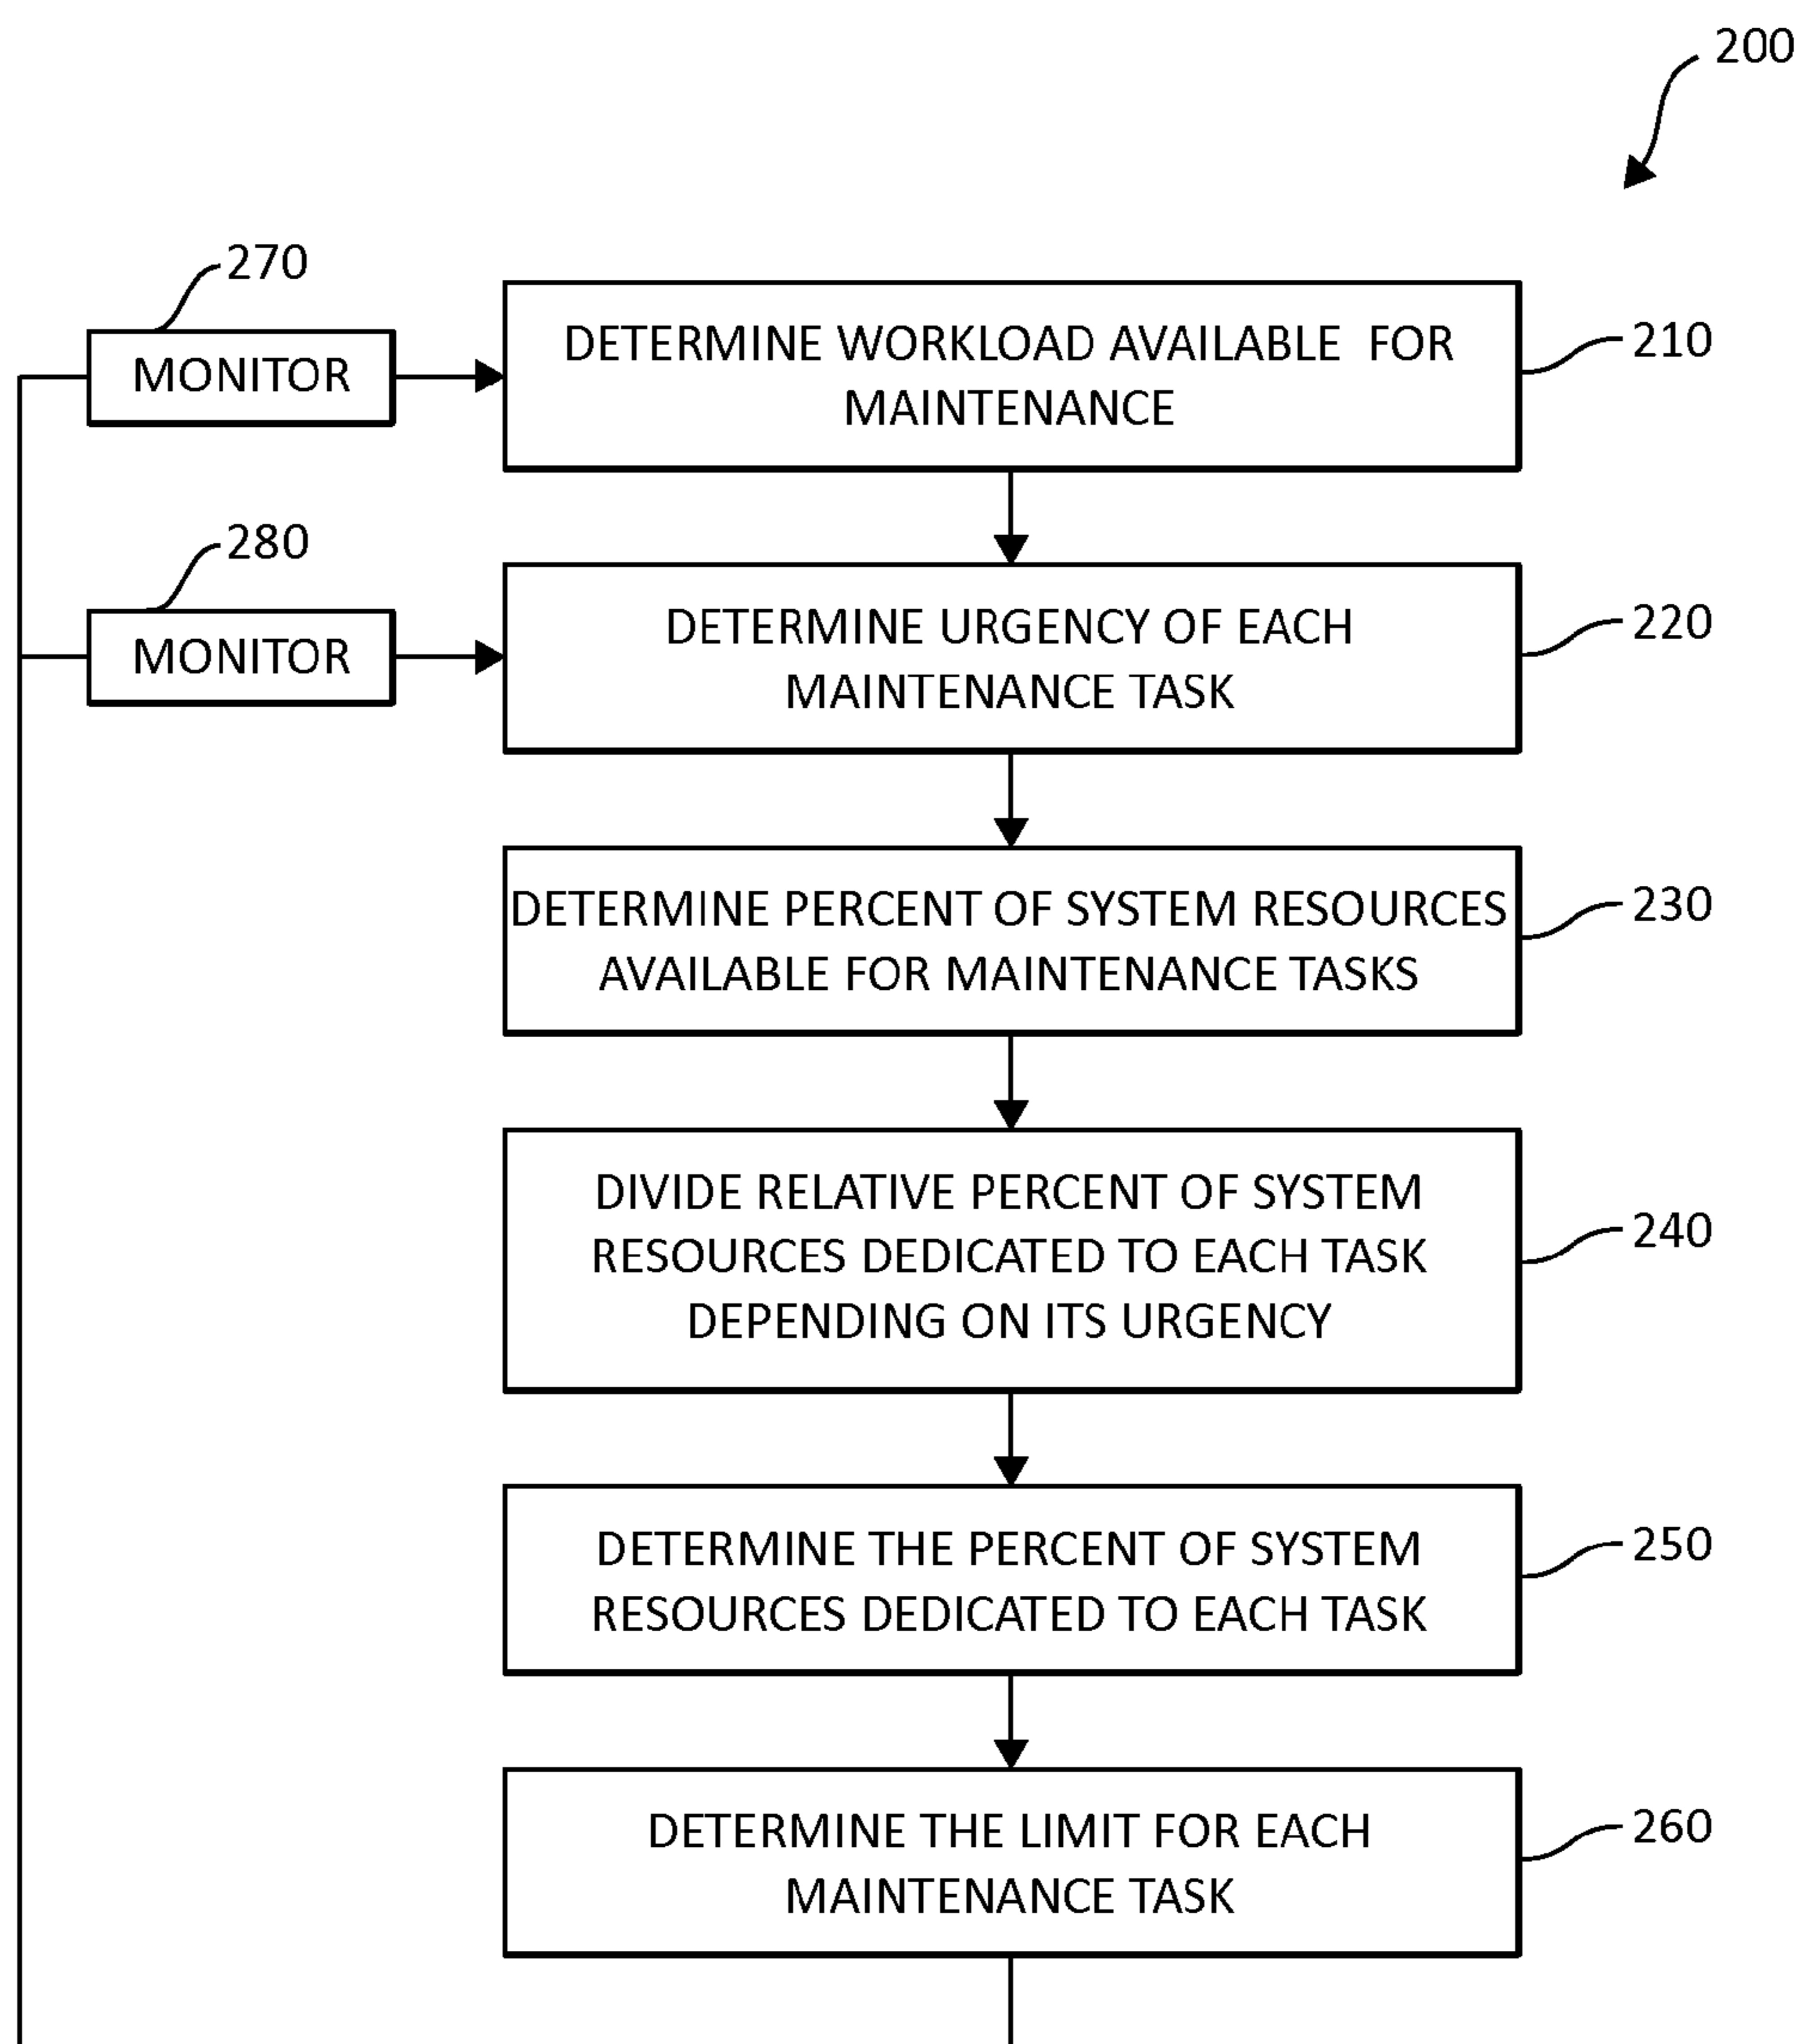 200
270
MONITOR
DETERMINE WORKLOAD AVAILABLE FOR
MAINTENANCE
210
280
MONITOR
DETERMINE URGENCY OF EACH
MAINTENANCE TASK
220
DETERMINE PERCENT OF SYSTEM RESOURCES
AVAILABLE FOR MAINTENANCE TASKS
230
DIVIDE RELATIVE PERCENT OF SYSTEM
RESOURCES DEDICATED TO EACH TASK
DEPENDING ON ITS URGENCY
240
DETERMINE THE PERCENT OF SYSTEM
RESOURCES DEDICATED TO EACH TASK
250
DETERMINE THE LIMIT FOR EACH
MAINTENANCE TASK
260